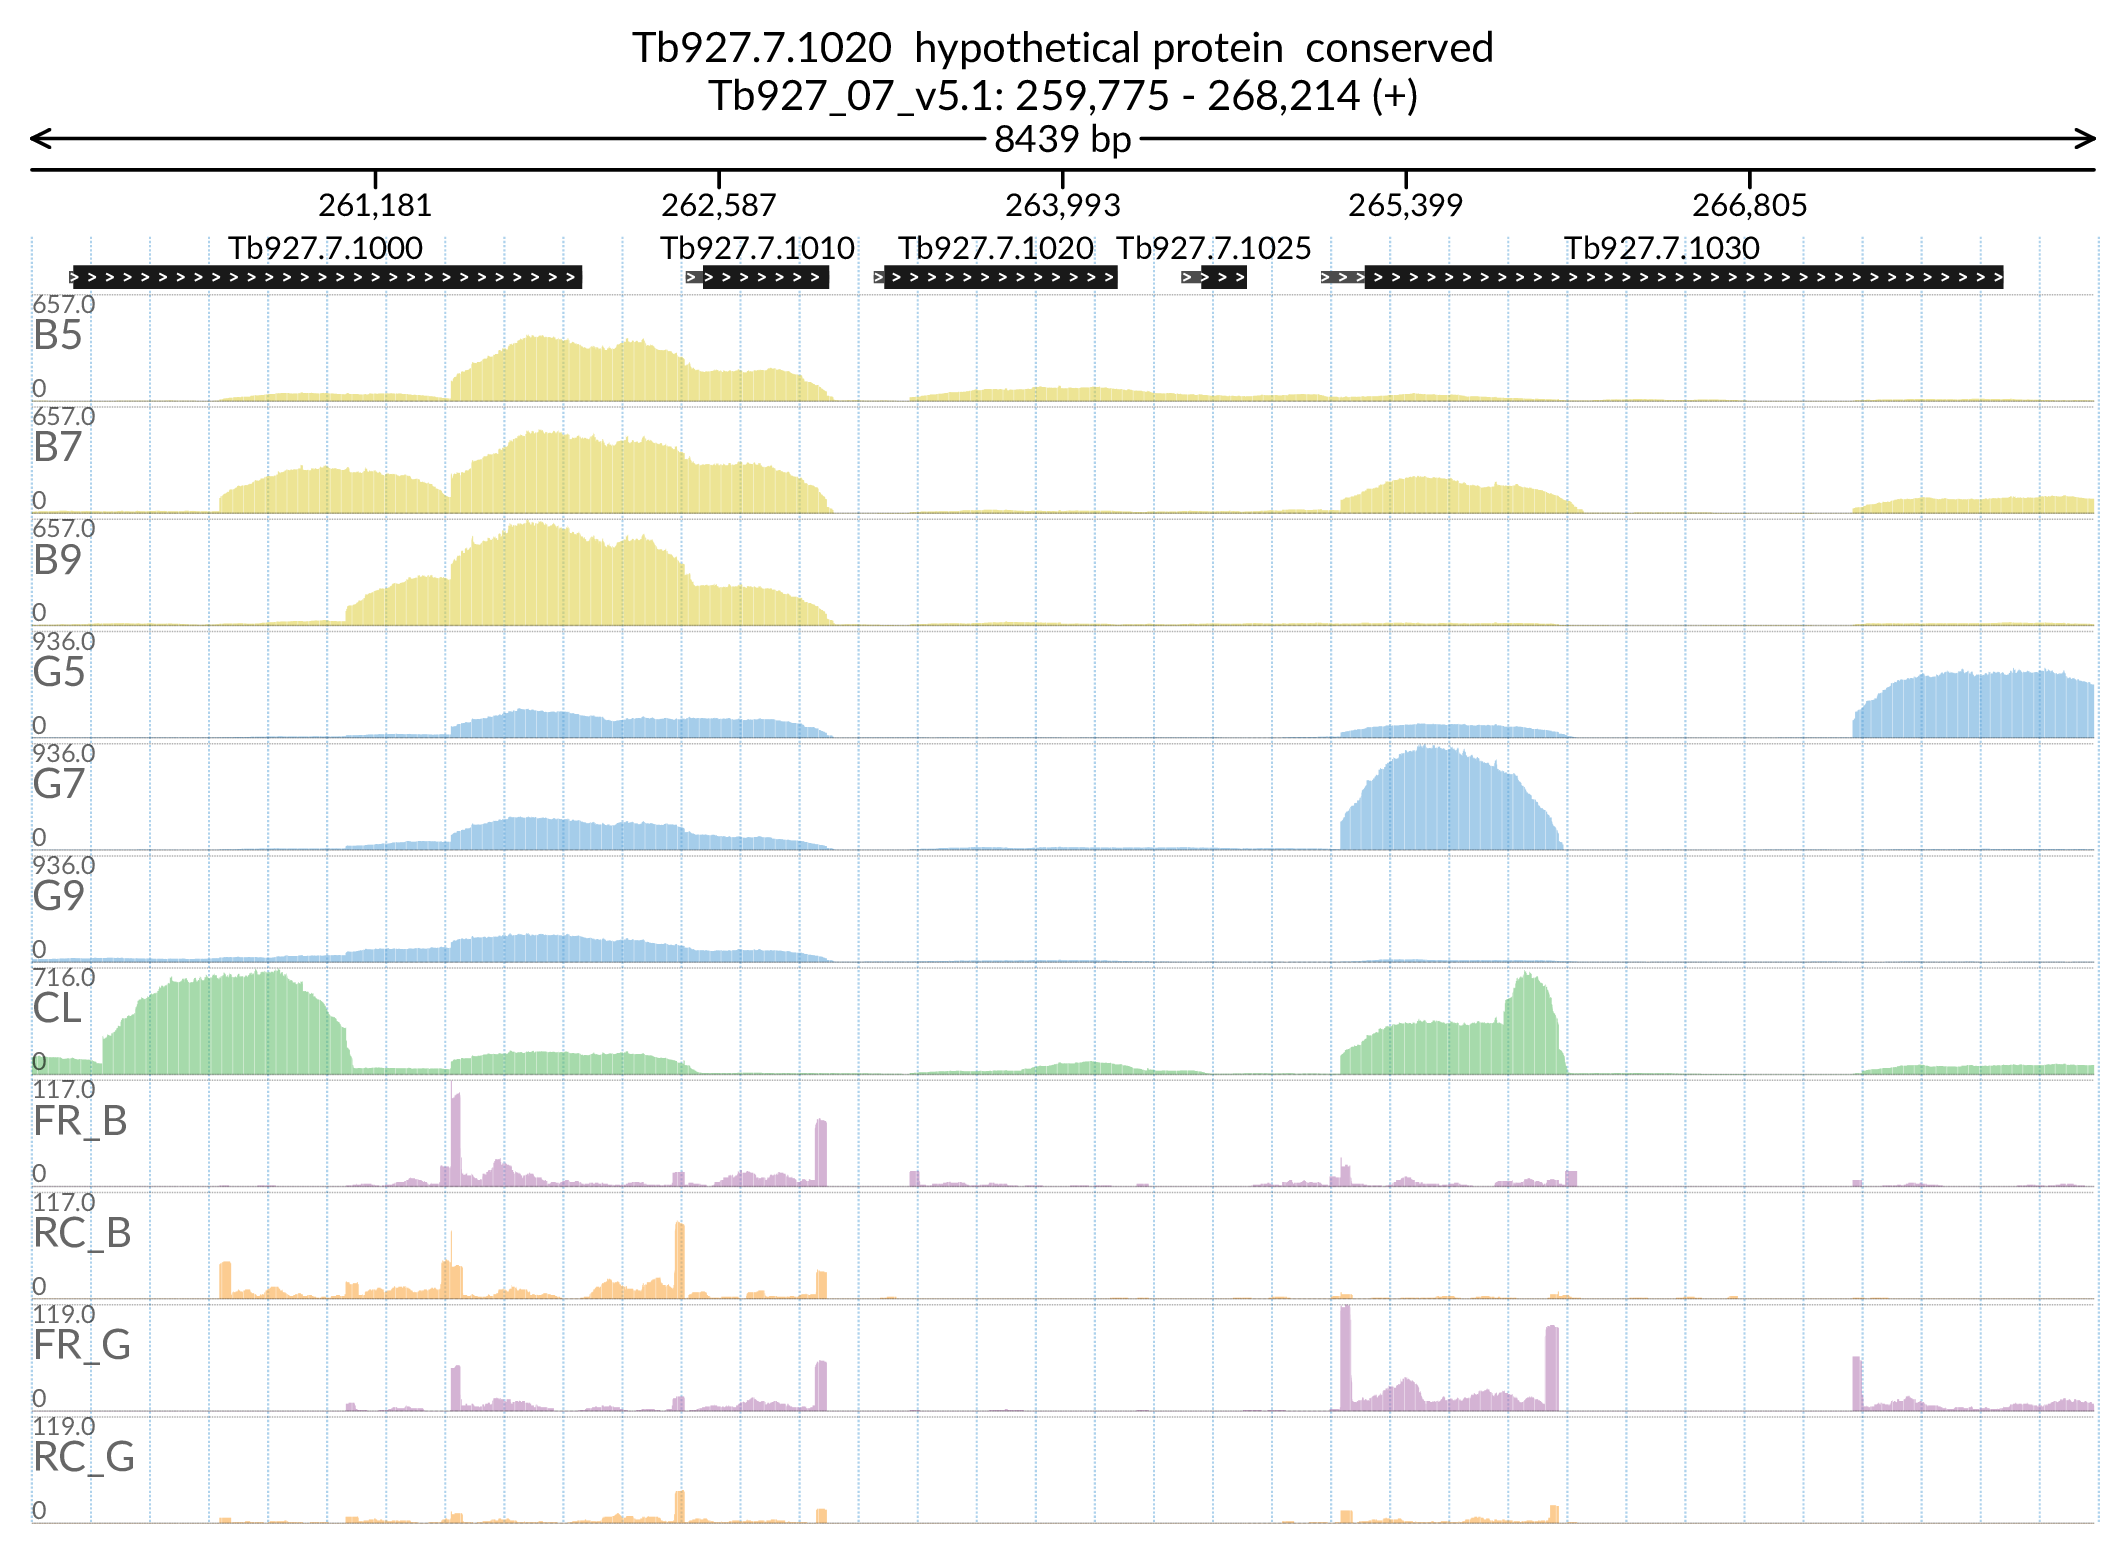 Tb927.7.1020 hypothetical protein conserved
Tb927_07_v5.1: 259,775 - 268,214 (+)
8439 bp
261,181 262,587 263,993 265,399 266,805
Tb927.7.1000 Tb927.7.1010 Tb927.7.1020 Tb927.7.1025 Tb927.7.1030
657.0
B5
0
657.0
B7
0
657.0
B9
0
936.0
G5
0
936.0
G7
0
936.0
G9
0
716.0
CL
0
117.0
FR_B
0
117.0
RC_B
0
119.0
FR_G
0
119.0
RC_G
0